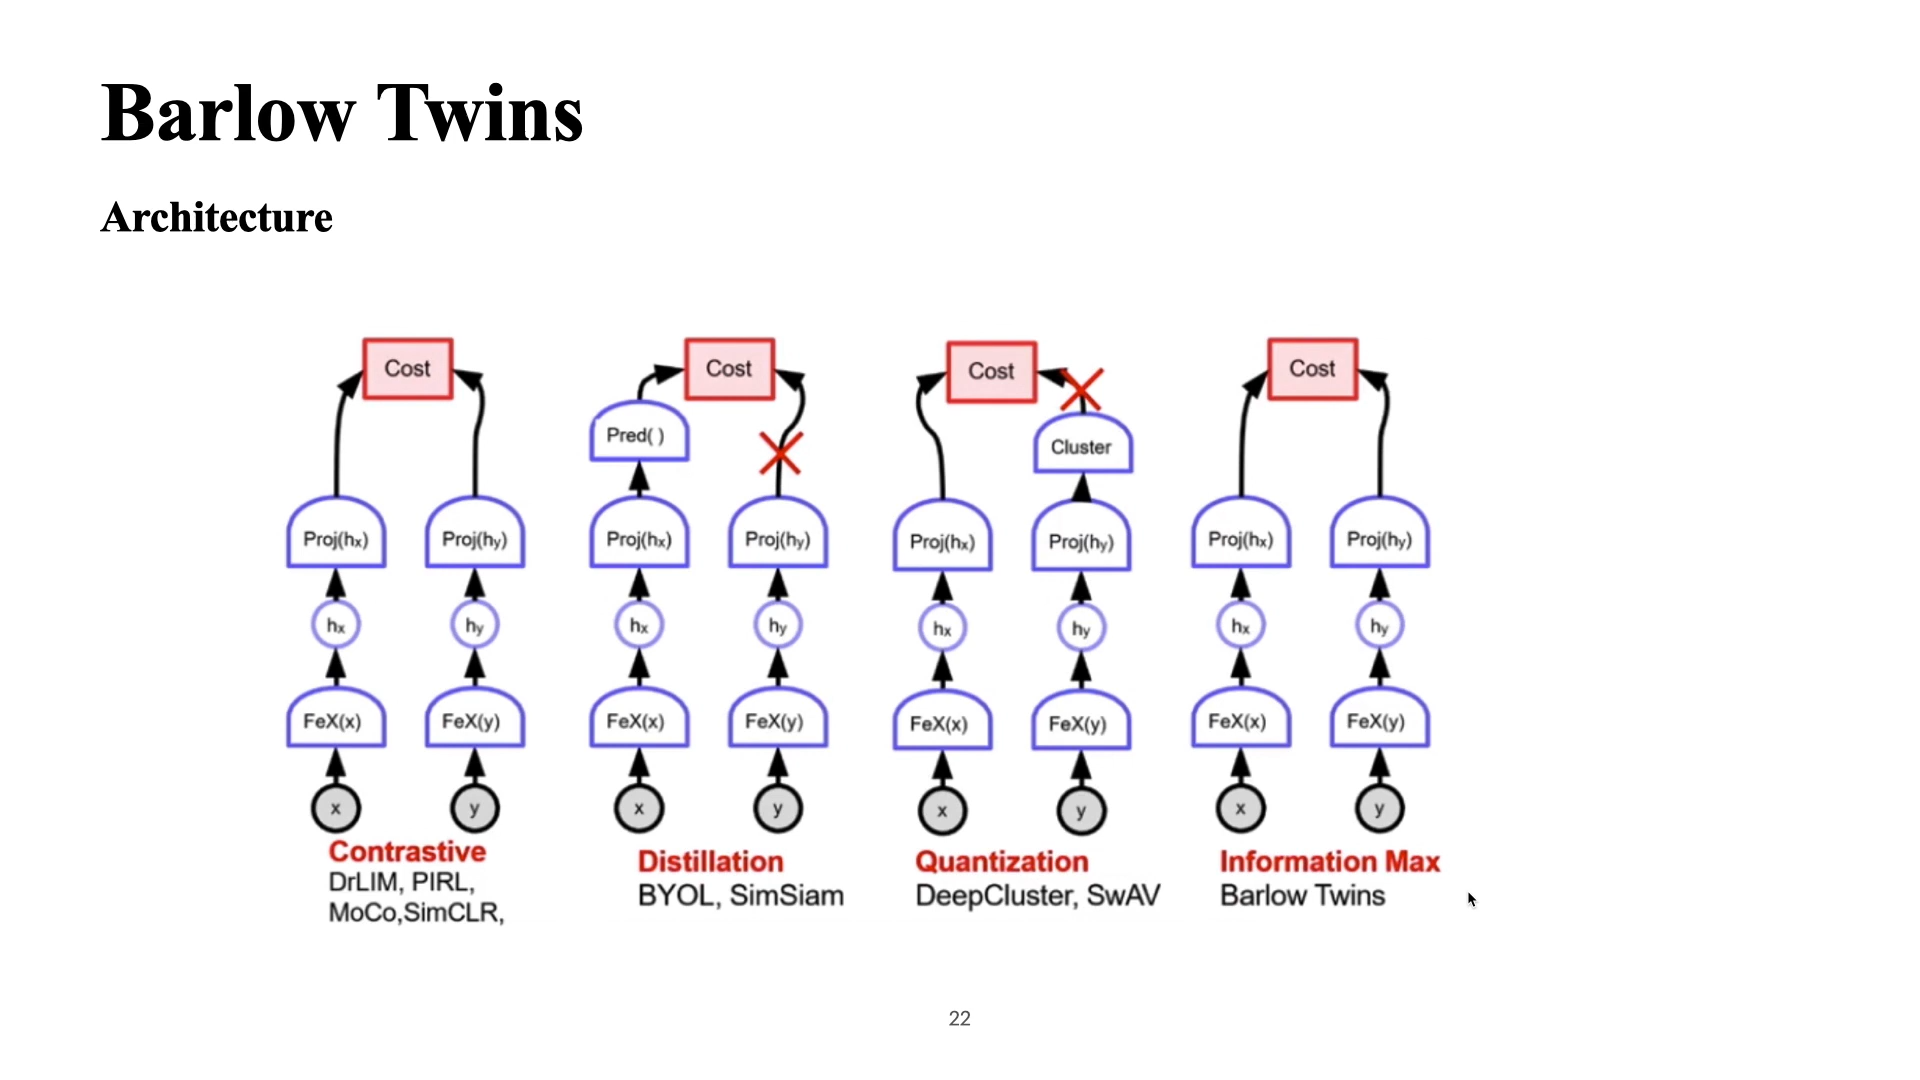 Barlow Twins
Architecture
Cost
Proj(hx)
Proj(hy)
hx
hy
FeX(x)
FeX(y)
x
y
Contrastive
DrLIM, PIRL,
MoCo,SimCLR,
Cost
Pred( )
Proj(hx)
Proj(hy)
hx
hy
FeX(x)
FeX(y)
x
y
Distillation
BYOL, SimSiam
Cost
Cluster
Proj(hx)
Proj(hy)
hx
hy
FeX(x)
FeX(y)
x
y
Quantization
DeepCluster, SwAV
Cost
Proj(hx)
Proj(hy)
hx
hy
FeX(x)
FeX(y)
x
y
Information Max
Barlow Twins
22